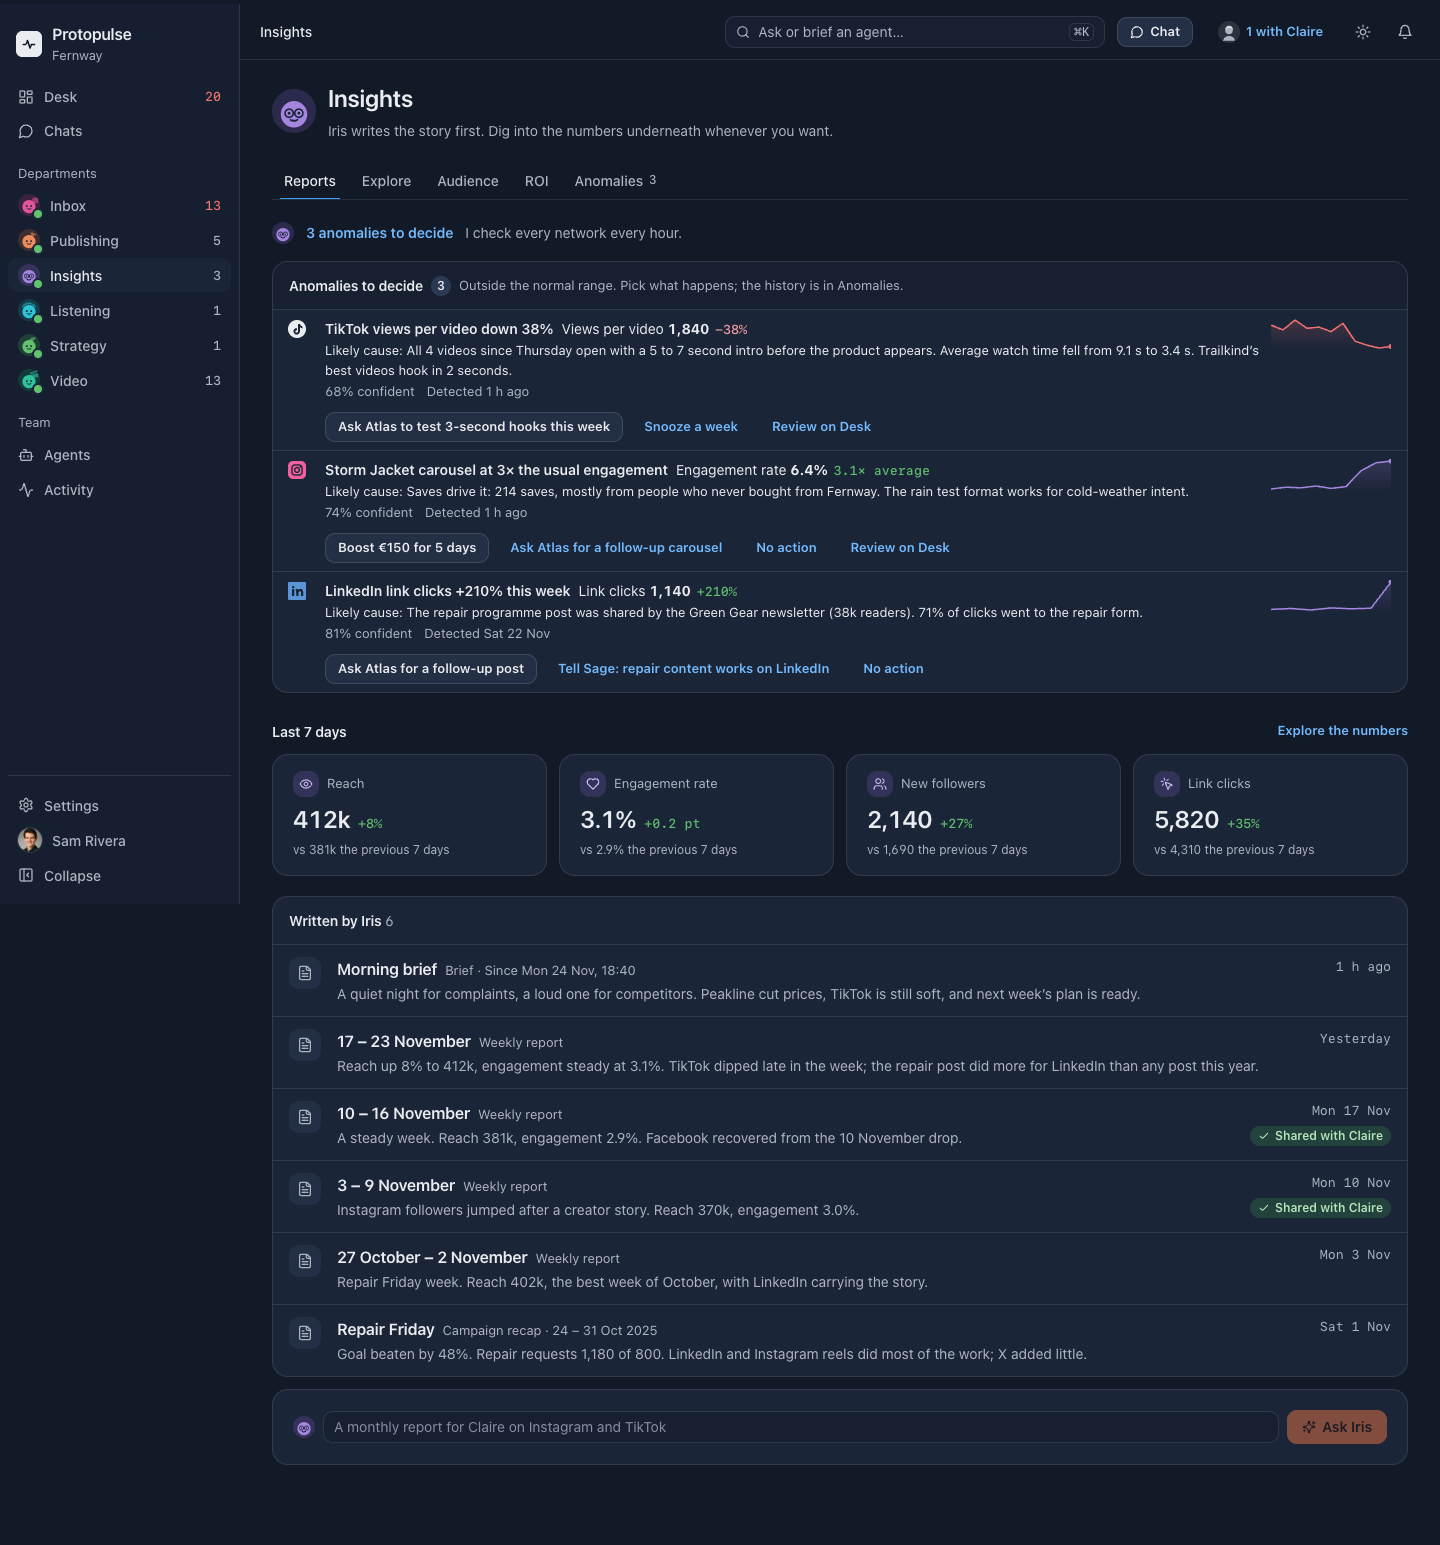 Protopulse
Fernway
Desk 20
Chats
Departments
Inbox 13
Publishing 5
Insights 3
Listening 1
Strategy 1
Video 13
Team
Agents
Activity
Settings
Sam Rivera
Collapse
Insights
Ask or brief an agent… ⌘K
Chat
1 with Claire
Insights
Iris writes the story first. Dig into the numbers underneath whenever you want.
Reports Explore Audience ROI Anomalies 3
3 anomalies to decide I check every network every hour.
Anomalies to decide 3 Outside the normal range. Pick what happens; the history is in Anomalies.
TikTok views per video down 38% Views per video 1,840 −38%
Likely cause: All 4 videos since Thursday open with a 5 to 7 second intro before the product appears. Average watch time fell from 9.1 s to 3.4 s. Trailkind’s
best videos hook in 2 seconds.
68% confident Detected 1 h ago
Ask Atlas to test 3-second hooks this week Snooze a week Review on Desk
Storm Jacket carousel at 3× the usual engagement Engagement rate 6.4% 3.1× average
Likely cause: Saves drive it: 214 saves, mostly from people who never bought from Fernway. The rain test format works for cold-weather intent.
74% confident Detected 1 h ago
Boost €150 for 5 days Ask Atlas for a follow-up carousel No action Review on Desk
LinkedIn link clicks +210% this week Link clicks 1,140 +210%
Likely cause: The repair programme post was shared by the Green Gear newsletter (38k readers). 71% of clicks went to the repair form.
81% confident Detected Sat 22 Nov
Ask Atlas for a follow-up post Tell Sage: repair content works on LinkedIn No action
Last 7 days Explore the numbers
Reach
412k +8%
vs 381k the previous 7 days
Engagement rate
3.1% +0.2 pt
vs 2.9% the previous 7 days
New followers
2,140 +27%
vs 1,690 the previous 7 days
Link clicks
5,820 +35%
vs 4,310 the previous 7 days
Written by Iris 6
Morning brief Brief · Since Mon 24 Nov, 18:40 1 h ago
A quiet night for complaints, a loud one for competitors. Peakline cut prices, TikTok is still soft, and next week’s plan is ready.
17 – 23 November Weekly report Yesterday
Reach up 8% to 412k, engagement steady at 3.1%. TikTok dipped late in the week; the repair post did more for LinkedIn than any post this year.
10 – 16 November Weekly report Mon 17 Nov
A steady week. Reach 381k, engagement 2.9%. Facebook recovered from the 10 November drop. Shared with Claire
3 – 9 November Weekly report Mon 10 Nov
Instagram followers jumped after a creator story. Reach 370k, engagement 3.0%. Shared with Claire
27 October – 2 November Weekly report Mon 3 Nov
Repair Friday week. Reach 402k, the best week of October, with LinkedIn carrying the story.
Repair Friday Campaign recap · 24 – 31 Oct 2025 Sat 1 Nov
Goal beaten by 48%. Repair requests 1,180 of 800. LinkedIn and Instagram reels did most of the work; X added little.
A monthly report for Claire on Instagram and TikTok Ask Iris